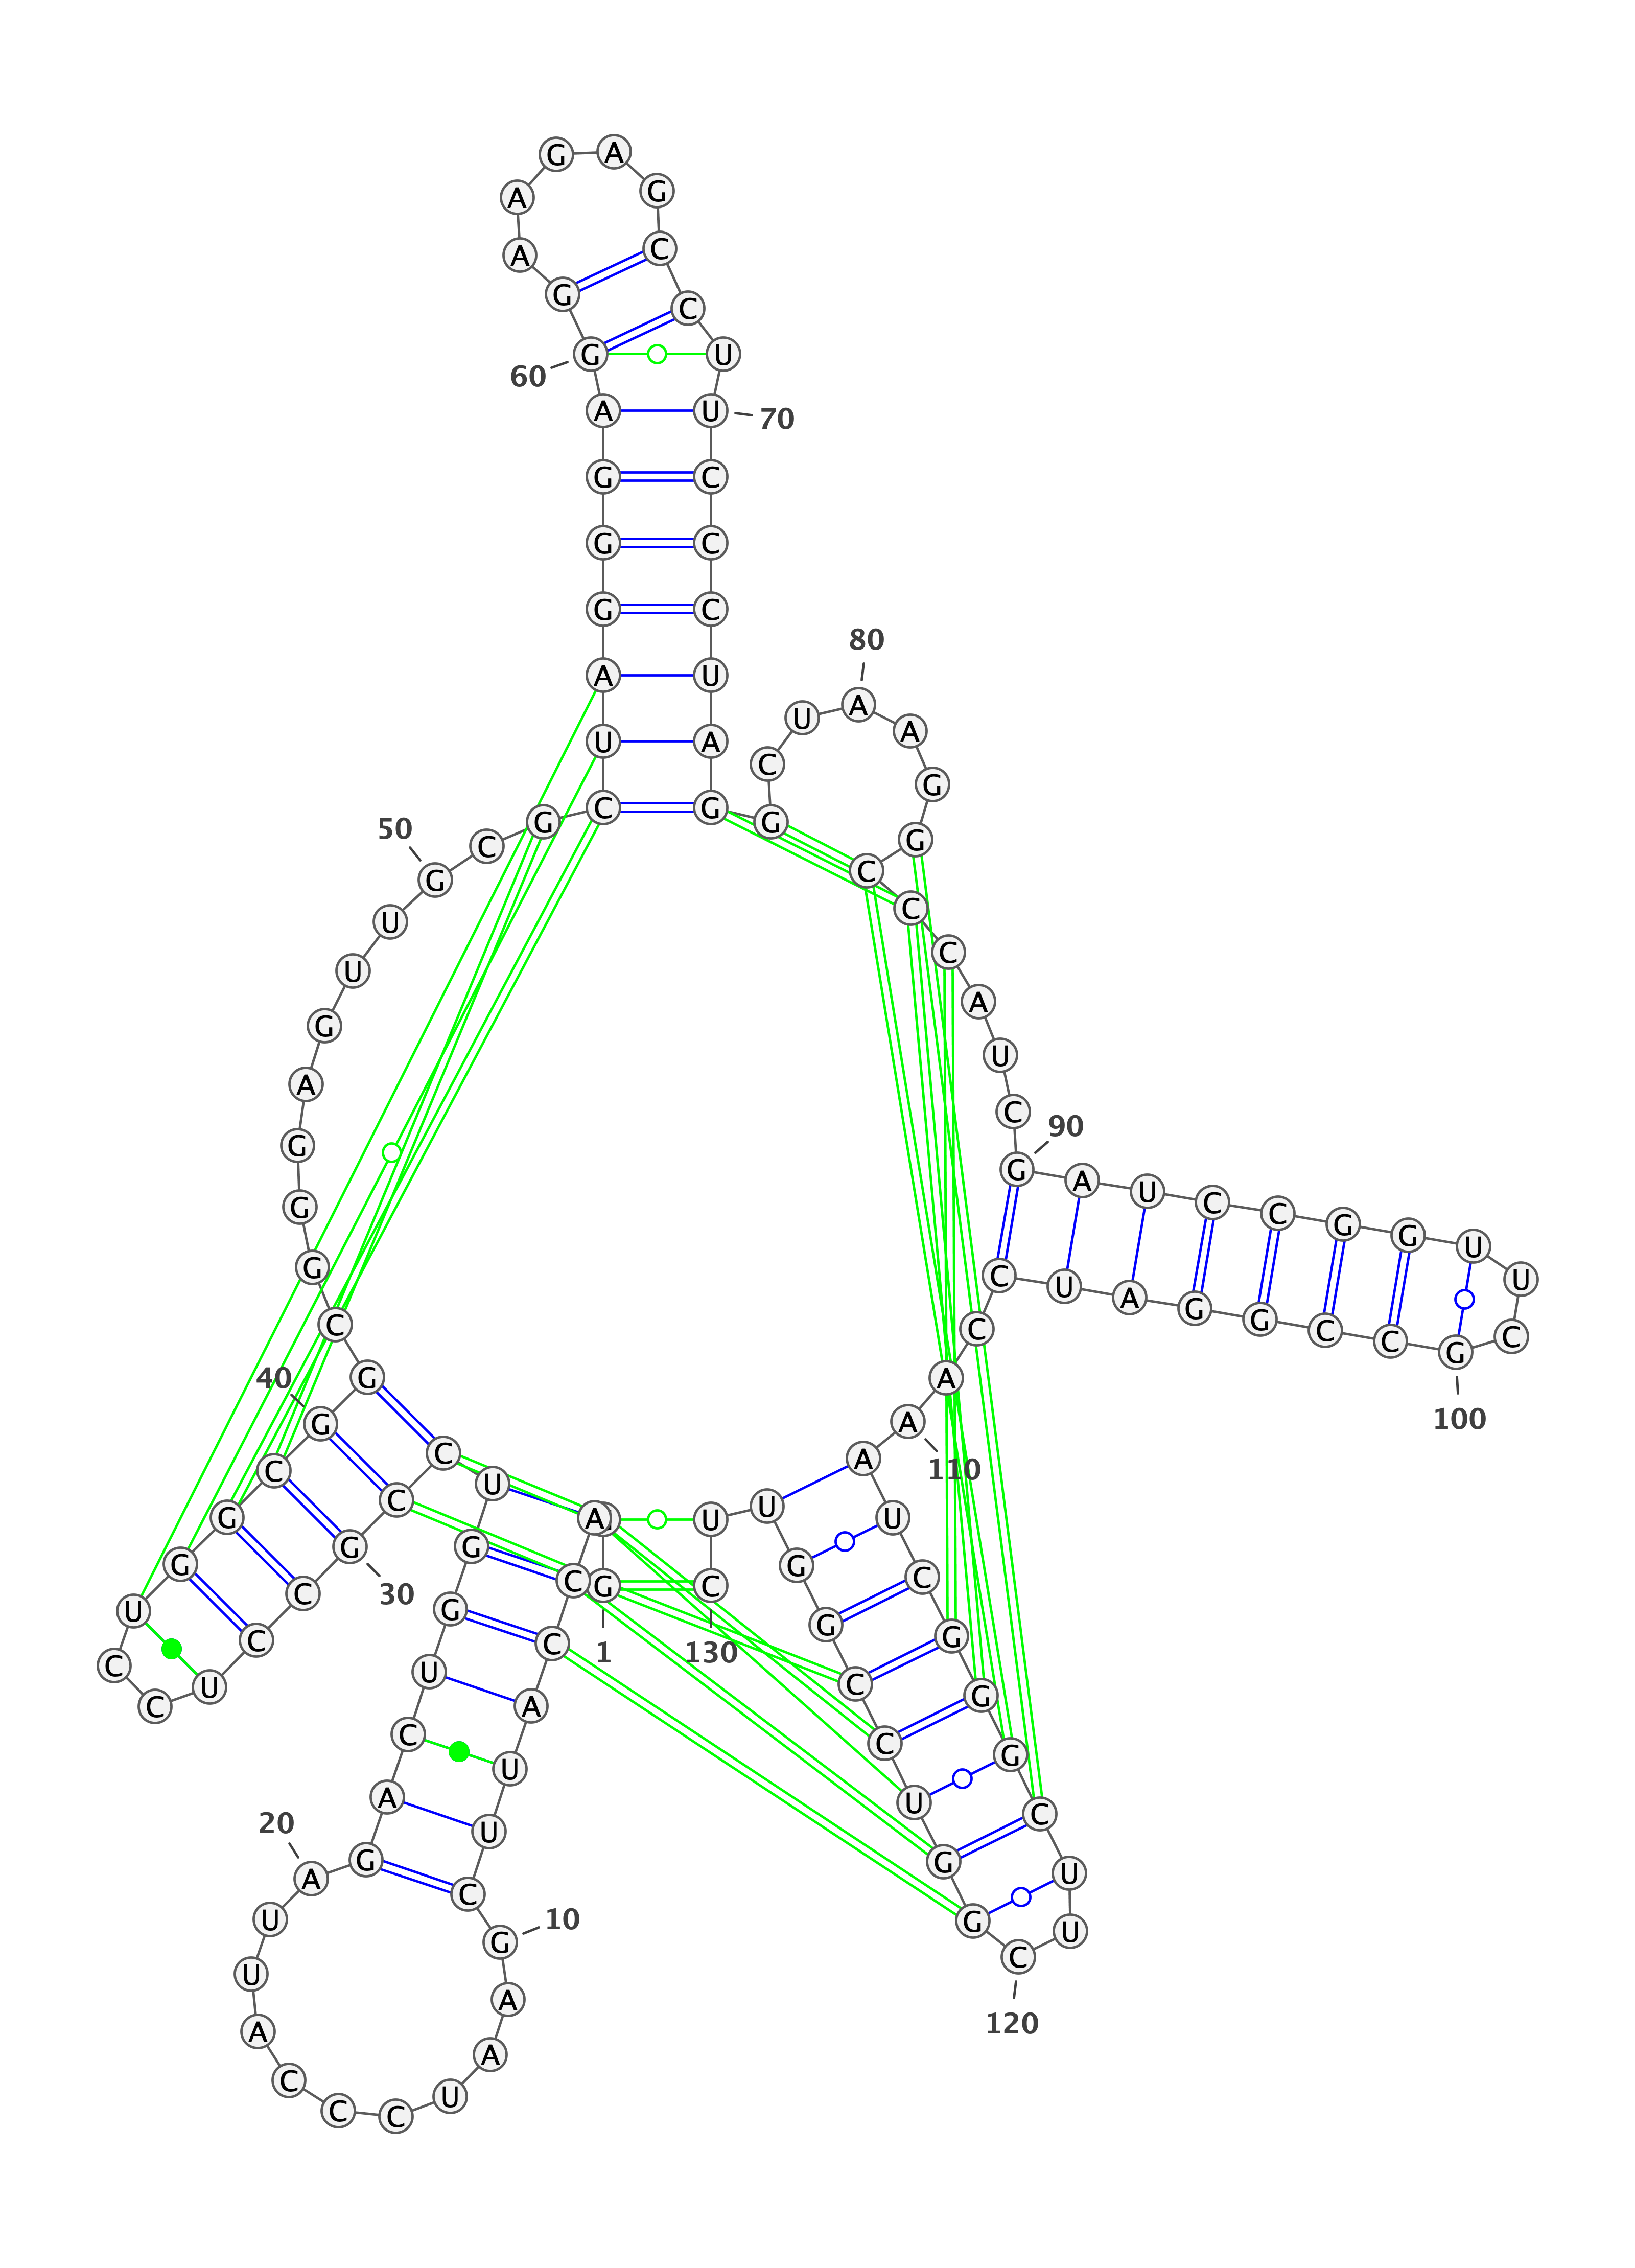 G A
A G
A C
G C
60 G U
A U 70
G C
G C
G C
80
A U
U A U A A
C G
50 G C G G G
G C C
U C
U C
G A
A U
G C 90
G G A U C
C G G U
G C U A U
C C G G C C C
40 G A G
G A 100
C C A 110
G C U A U U U
G G G C G C G C
U C 30 G G G
C C U C 1 130
C U A C G
C U C G
20 A U U C
A G C G U
U G 10 G U
U A C
A A 120
C C C U